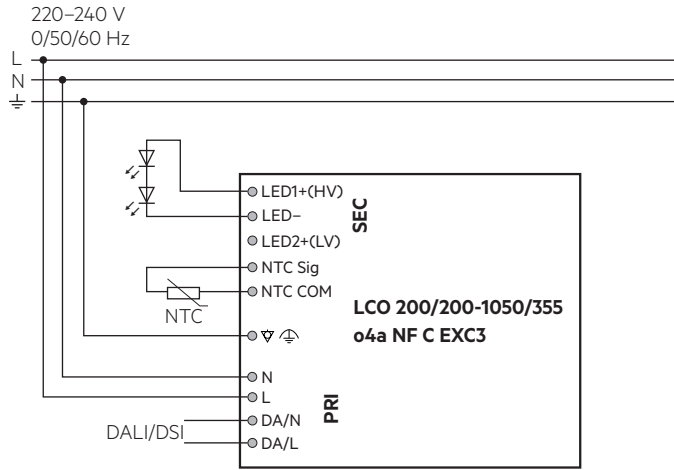 220–240 V
0/50/60 Hz
L
N
LED1+(HV)
LED–
LED2+(LV)
SEC
NTC Sig
NTC COM
NTC
LCO 200/200-1050/355
o4a NF C EXC3
N
L
PRI
DALI/DSI
DA/N
DA/L